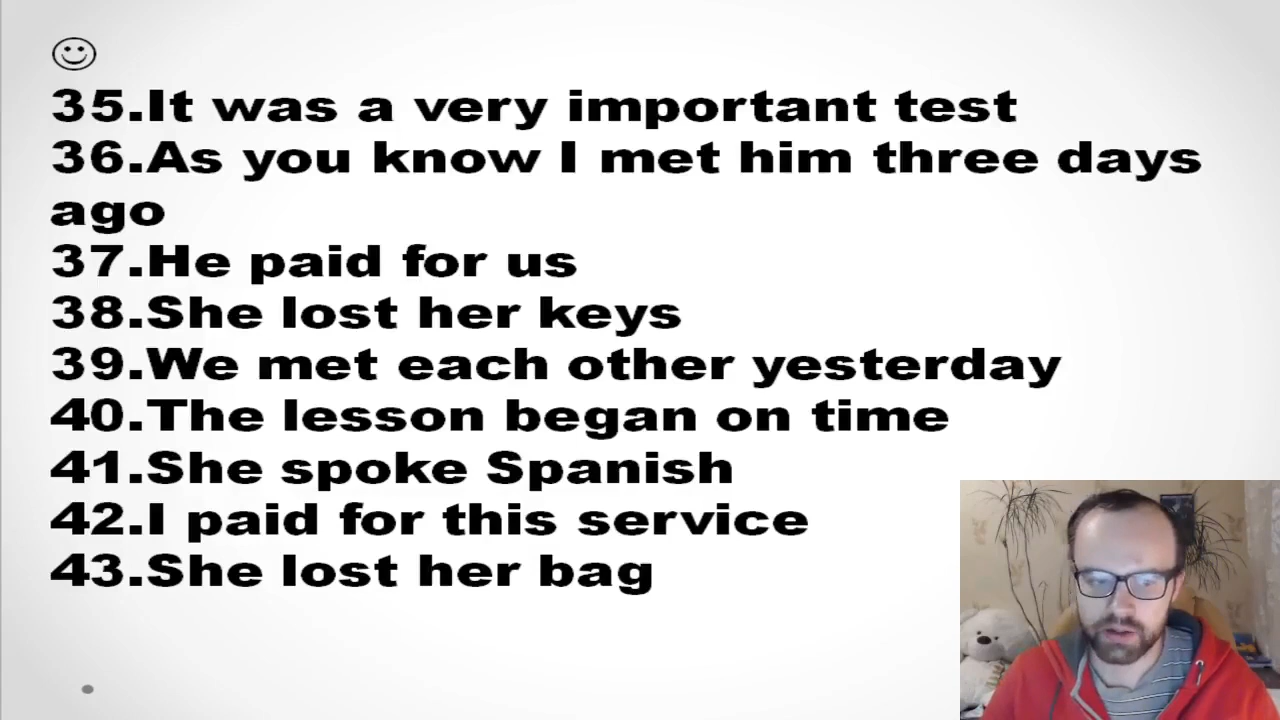 35.It was a very important test
36.As you know I met him three days
ago
37.He paid for us
38.She lost her keys
39.We met each other yesterday
40.The lesson began on time
41.She spoke Spanish
42.I paid for this service
43.She lost her bag